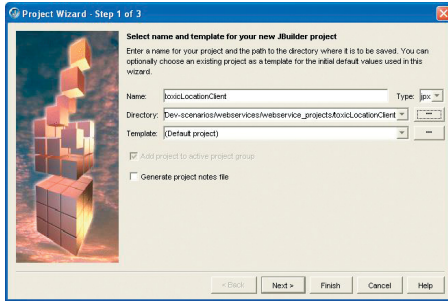 Project Wizard - Step 1 of 3
Select name and template for your new JBuilder project
Enter a name for your project and the path to the directory where it is to be saved. You can
optionally choose an existing project as a template for the initial default values used in this
wizard.
Name: toxicLocationClient Type: jpx
Directory: Dev-scenarios/webservices/webservice_projects/toxicLocationClient ...
Template: (Default project) ...
Add project to active project group
Generate project notes file
< Back Next > Finish Cancel Help